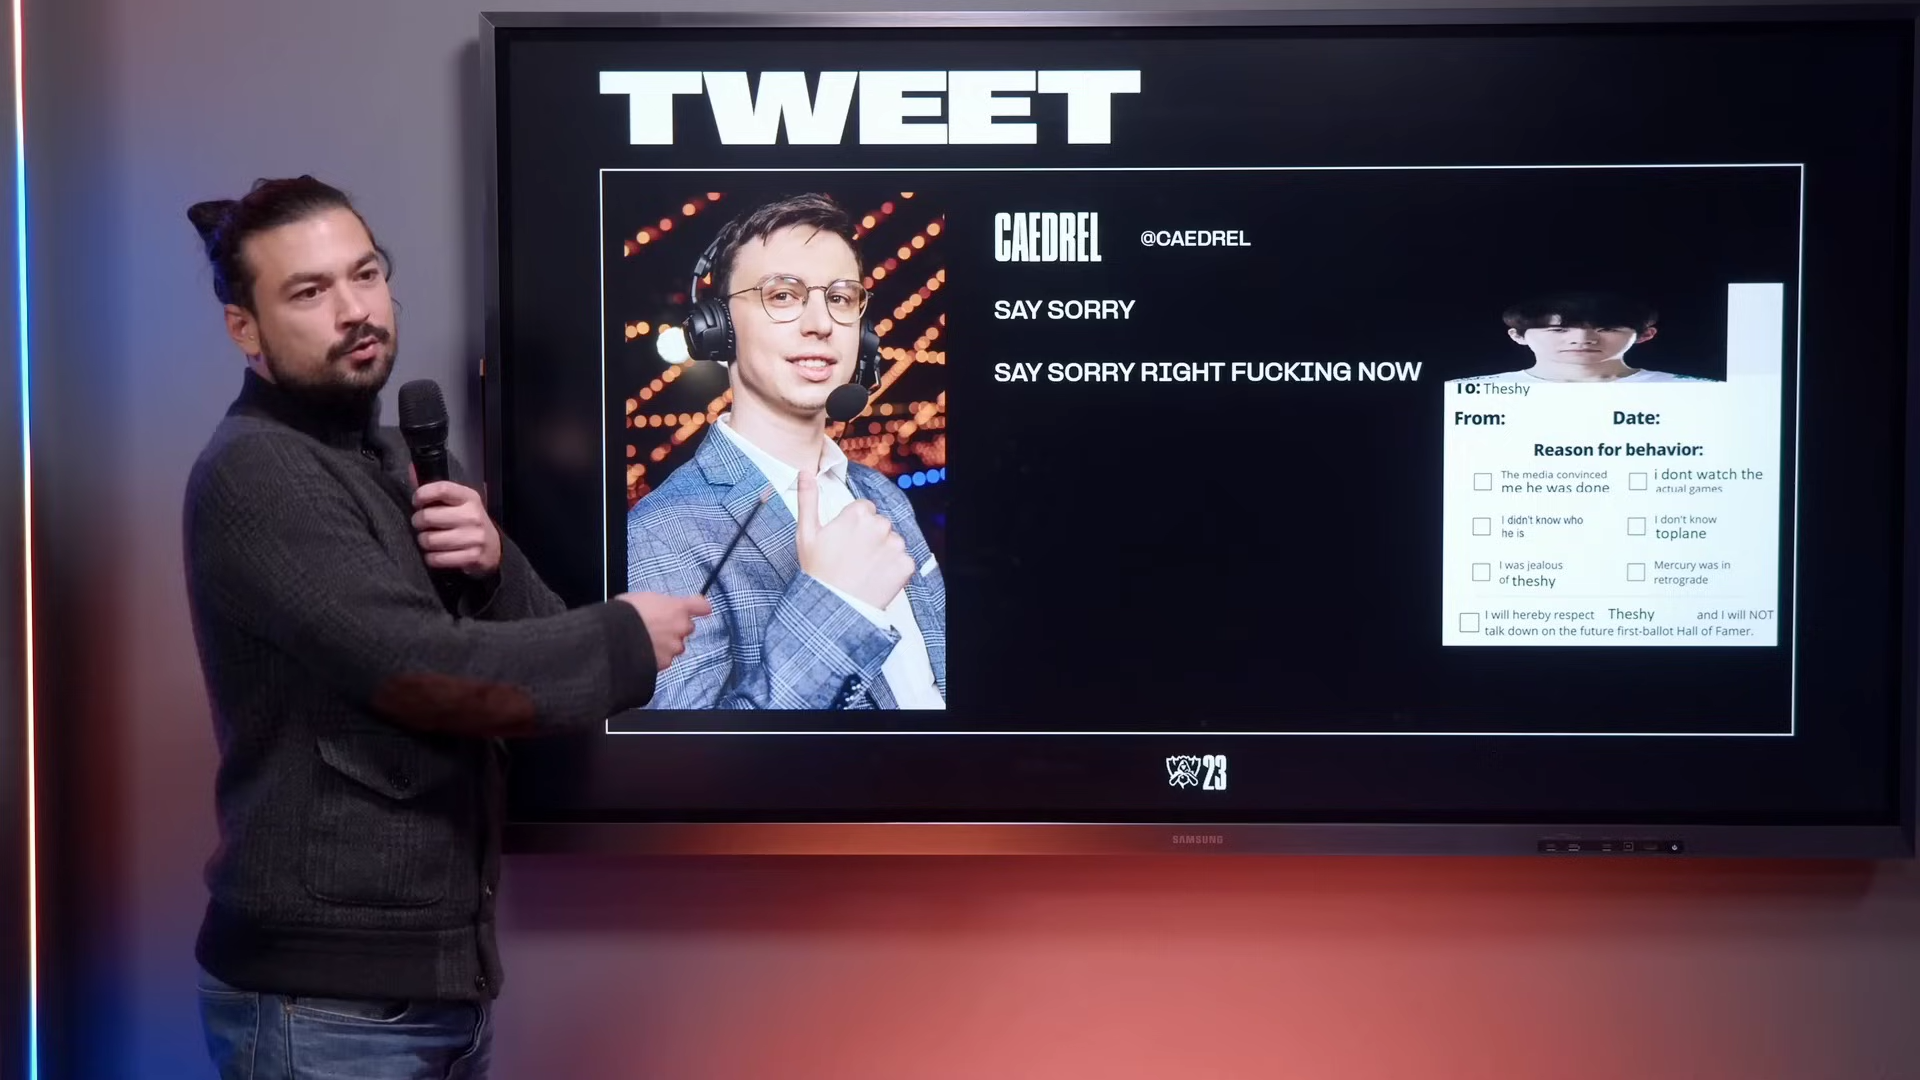 TWEET
CAEDREL @CAEDREL
SAY SORRY
SAY SORRY RIGHT FUCKING NOW
To: Theshy
From: Date:
Reason for behavior:
The media convinced
me he was done
i dont watch the
actual games
I didn't know who
he is
I don't know
toplane
I was jealous
of theshy
Mercury was in
retrograde
I will hereby respect Theshy and I will NOT
talk down on the future first-ballot Hall of Famer.
23
SAMSUNG